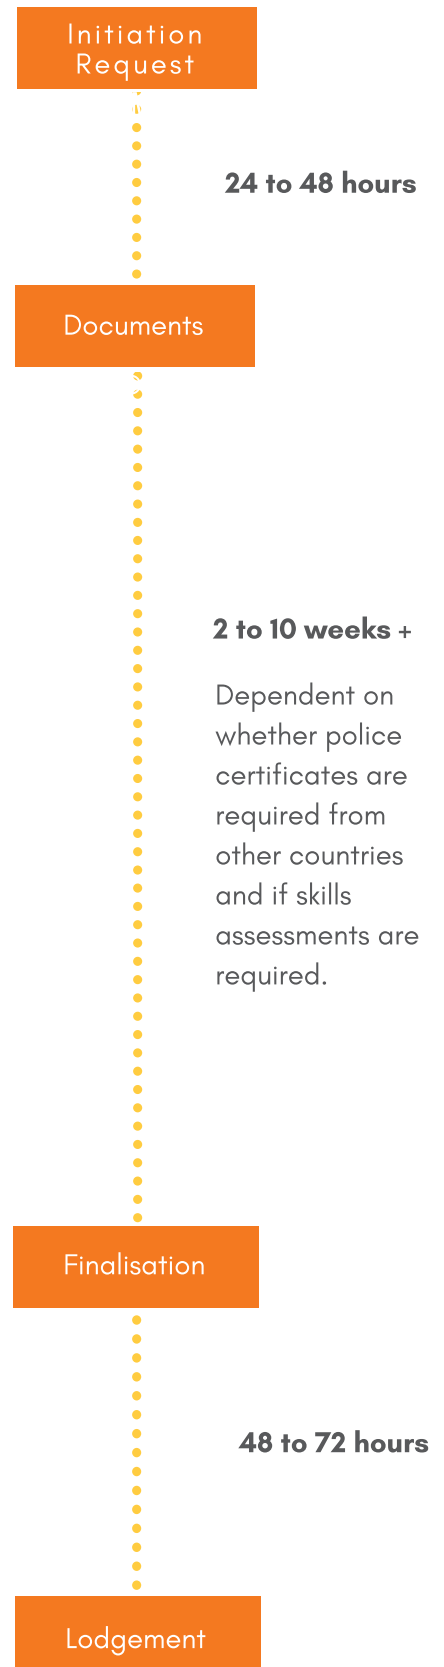 Initiation
Request
24 to 48 hours
Documents
2 to 10 weeks +
Dependent on
whether police
certificates are
required from
other countries
and if skills
assessments are
required.
Finalisation
48 to 72 hours
Lodgement